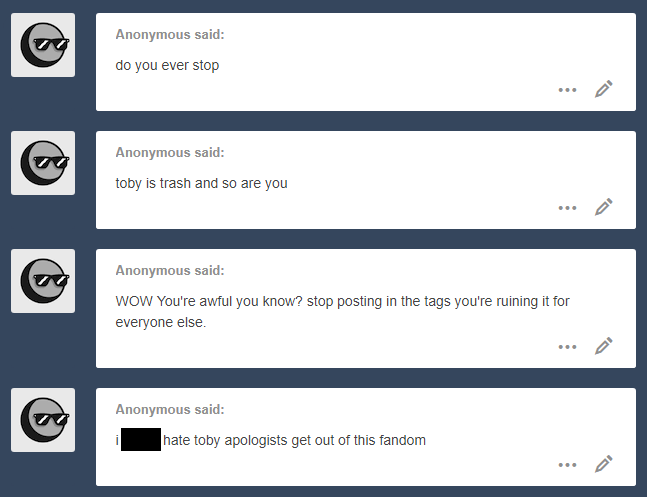 Anonymous said:
do you ever stop
Anonymous said:
toby is trash and so are you
Anonymous said:
WOW You're awful you know? stop posting in the tags you're ruining it for
everyone else.
Anonymous said:
i hate toby apologists get out of this fandom